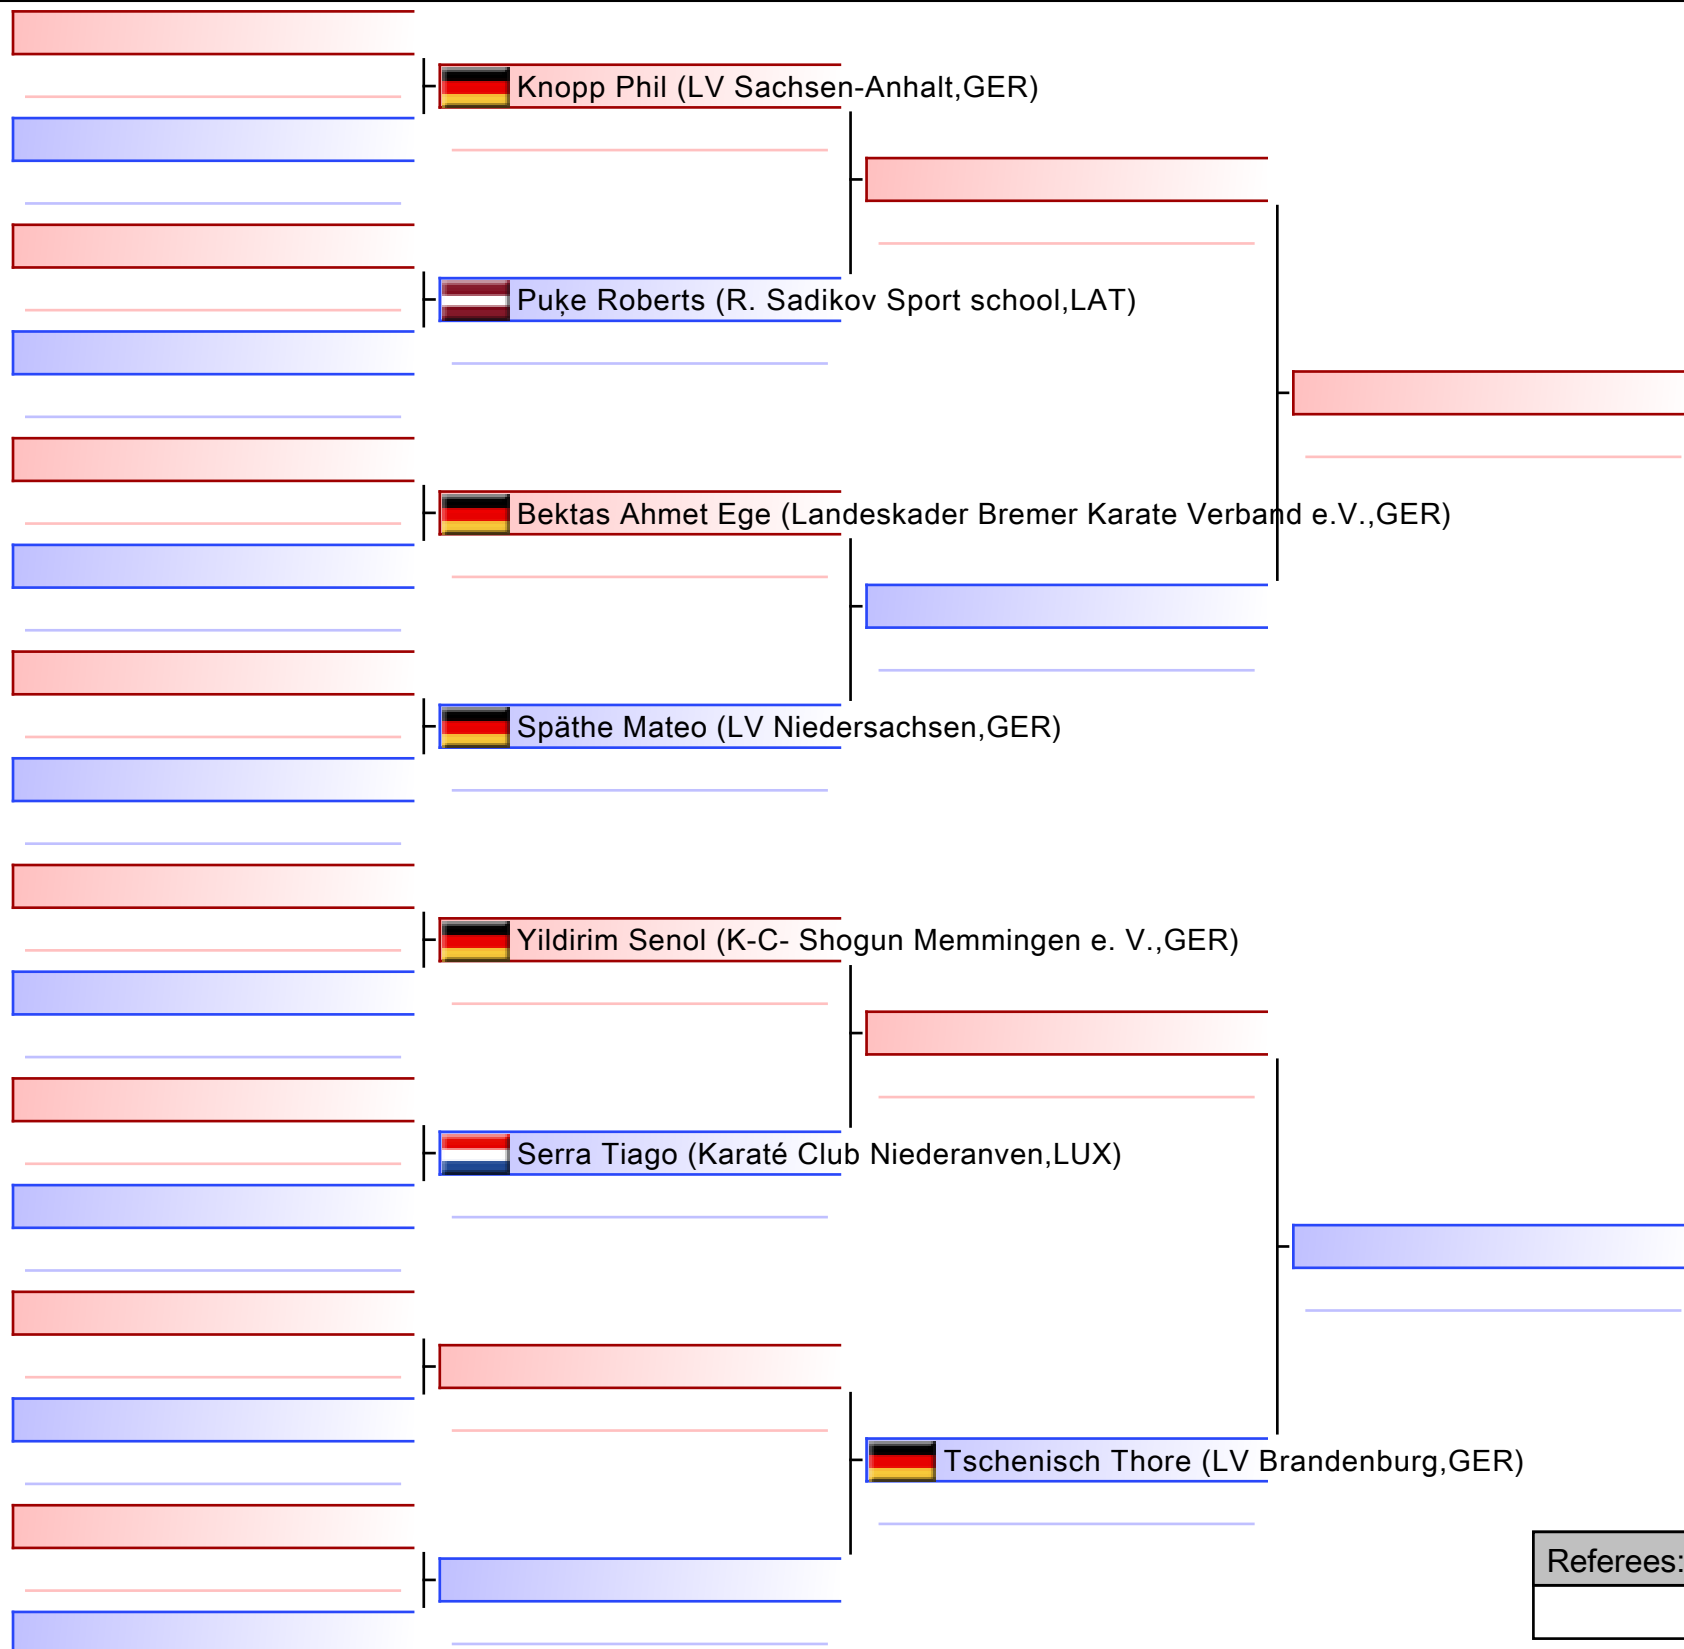 Knopp Phil (LV Sachsen-Anhalt,GER)
Puķe Roberts (R. Sadikov Sport school,LAT)
Bektas Ahmet Ege (Landeskader Bremer Karate Verband e.V.,GER)
Späthe Mateo (LV Niedersachsen,GER)
Yildirim Senol (K-C- Shogun Memmingen e. V.,GER)
Serra Tiago (Karaté Club Niederanven,LUX)
Tschenisch Thore (LV Brandenburg,GER)
Referees: